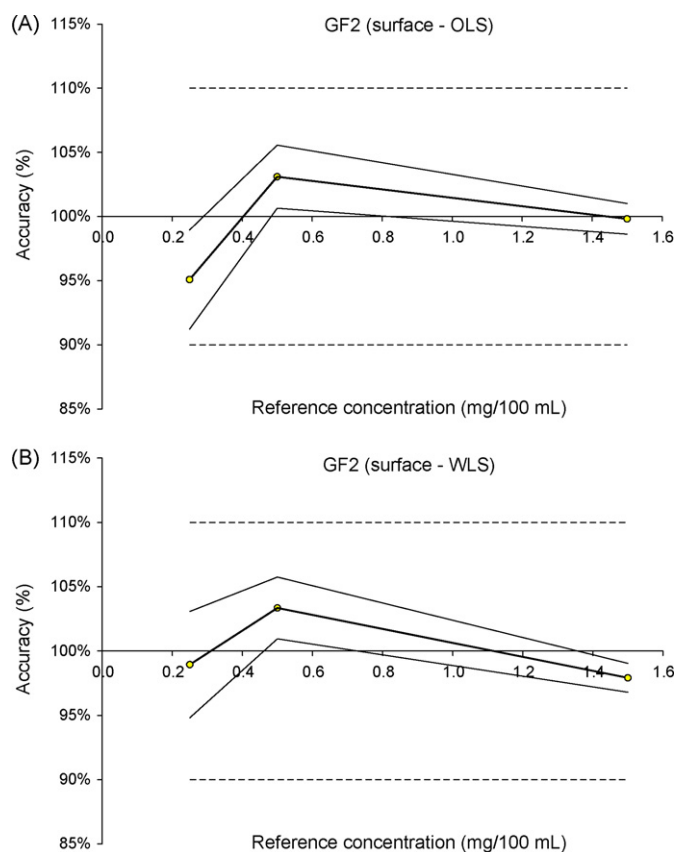 (A)
GF2 (surface - OLS)
115%
110%
105%
100%
95%
90%
85%
0.0 0.2 0.4 0.6 0.8 1.0 1.2 1.4 1.6
Accuracy (%)
Reference concentration (mg/100 mL)
(B)
GF2 (surface - WLS)
115%
110%
105%
100%
95%
90%
85%
0.0 0.2 0.4 0.6 0.8 1.0 1.2 1.4 1.6
Accuracy (%)
Reference concentration (mg/100 mL)